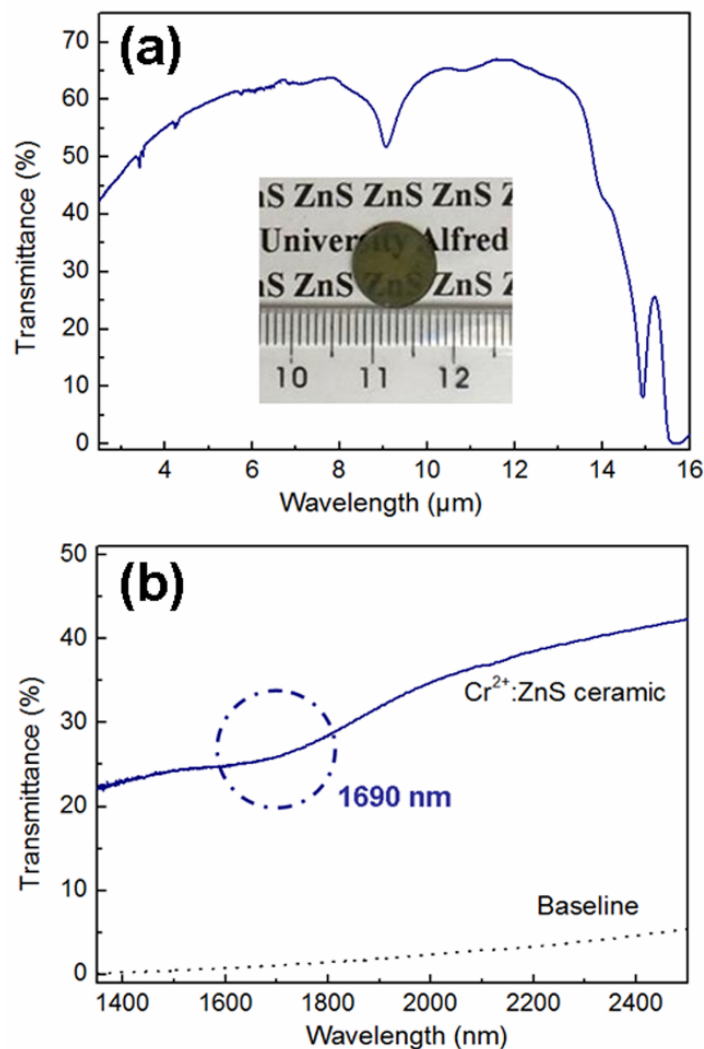 (a)
Transmittance (%)
70
60
50
40
30
20
10
0
ZnS ZnS ZnS ZnS
University Alfred
ZnS ZnS ZnS ZnS
10 11 12
4 6 8 10 12 14 16
Wavelength (μm)
(b)
Transmittance (%)
50
40
30
20
10
0
Cr²⁺:ZnS ceramic
1690 nm
Baseline
1400 1600 1800 2000 2200 2400
Wavelength (nm)